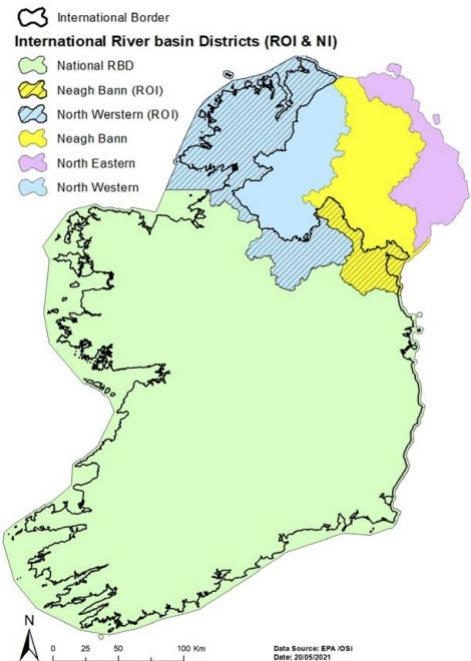 International Border
International River basin Districts (ROI & NI)
National RBD
Neagh Bann (ROI)
North Werstern (ROI)
Neagh Bann
North Eastern
North Western
N
0 25 50 100 Km
Data Source: EPA /OSI
Date: 20/05/2021